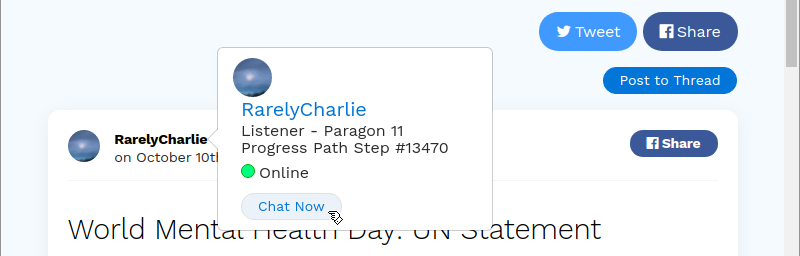 Tweet
Share
Post to Thread
RarelyCharlie
on October 10th
Share
RarelyCharlie
Listener - Paragon 11
Progress Path Step #13470
Online
Chat Now
World Mental Health Day: UN Statement